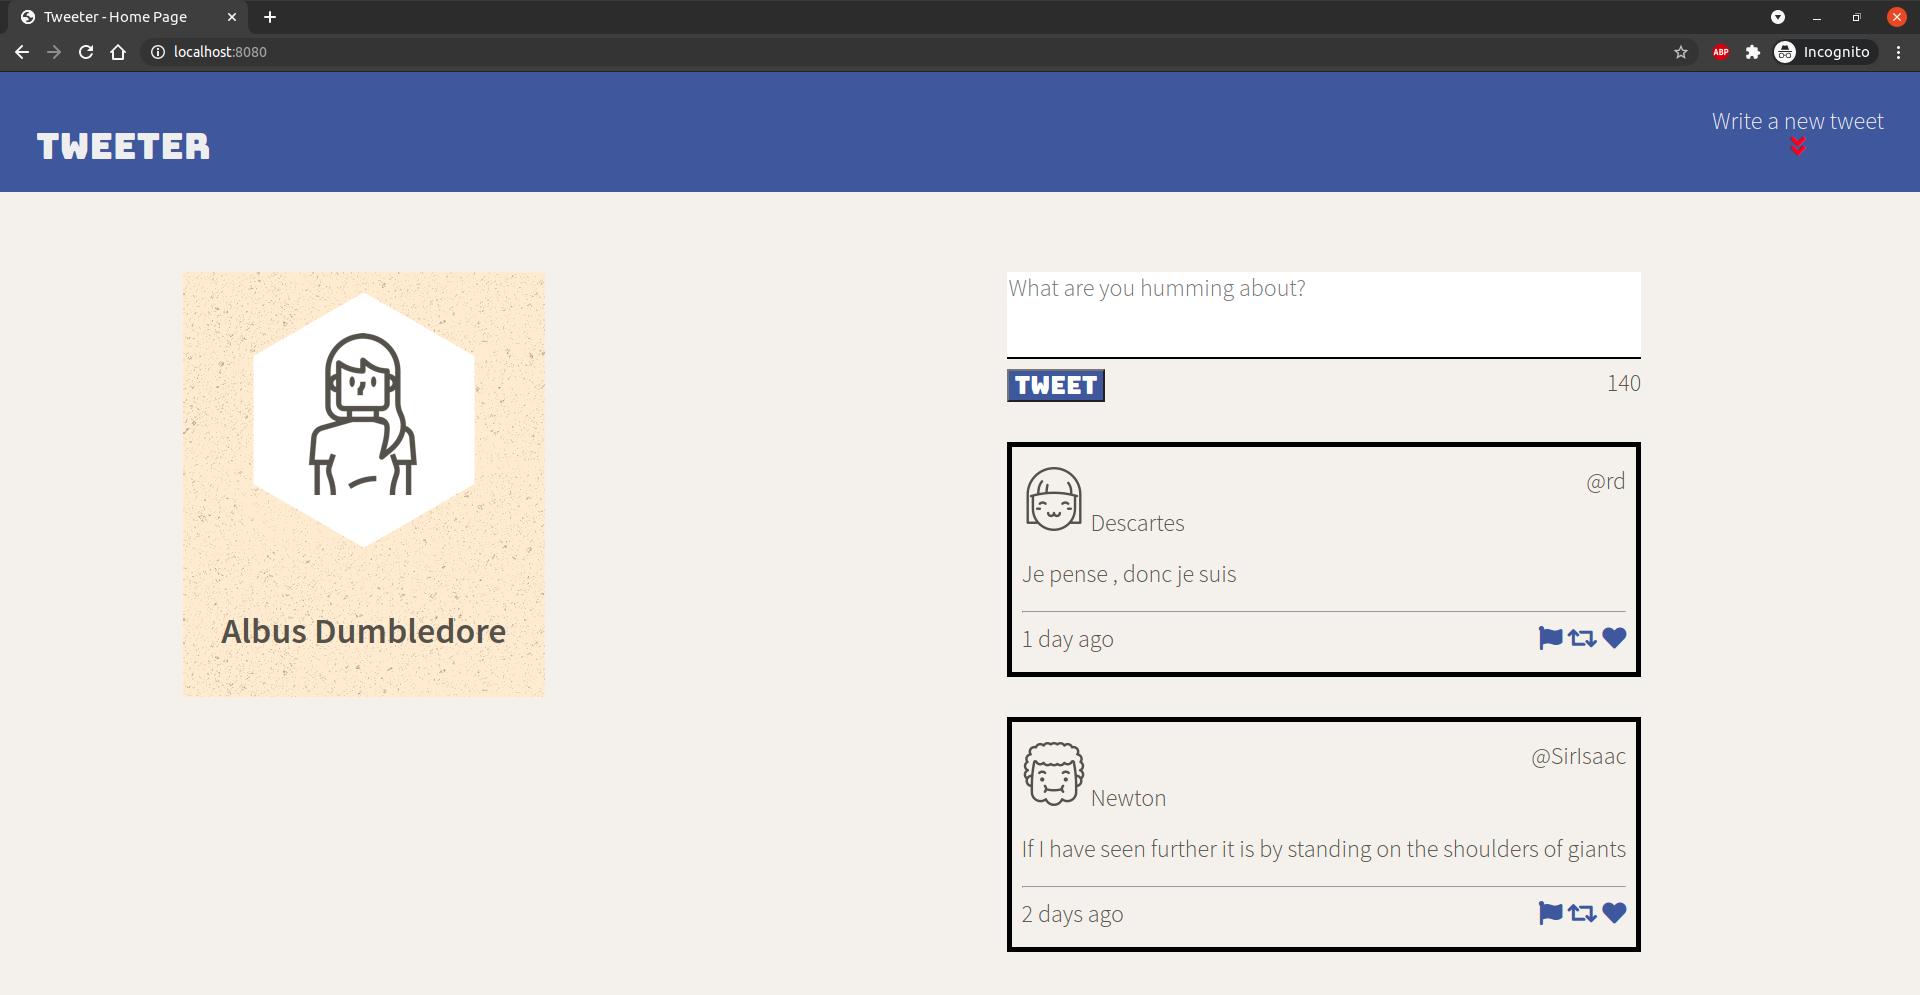 Tweeter - Home Page
localhost:8080
ABP
Incognito
TWEETER
Write a new tweet
Albus Dumbledore
What are you humming about?
TWEET
140
@rd
Descartes
Je pense , donc je suis
1 day ago
@SirIsaac
Newton
If I have seen further it is by standing on the shoulders of giants
2 days ago